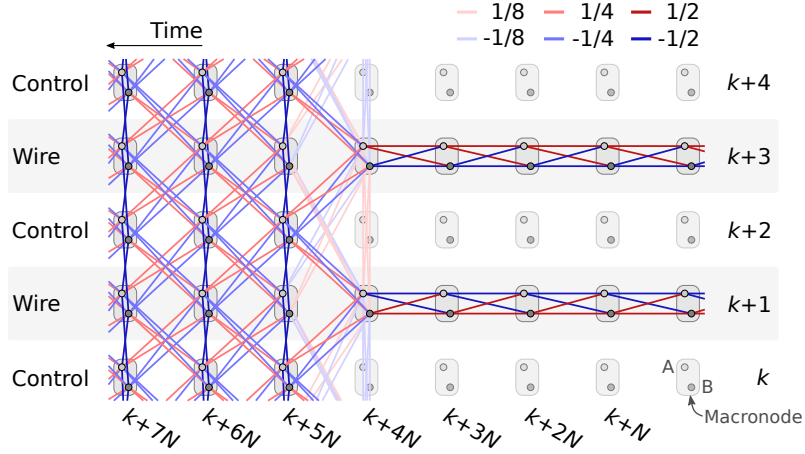 1/8 1/4 1/2
-1/8 -1/4 -1/2
Time
Control k+4
Wire k+3
Control k+2
Wire k+1
Control A B k
Macronode
k+7N k+6N k+5N k+4N k+3N k+2N k+N